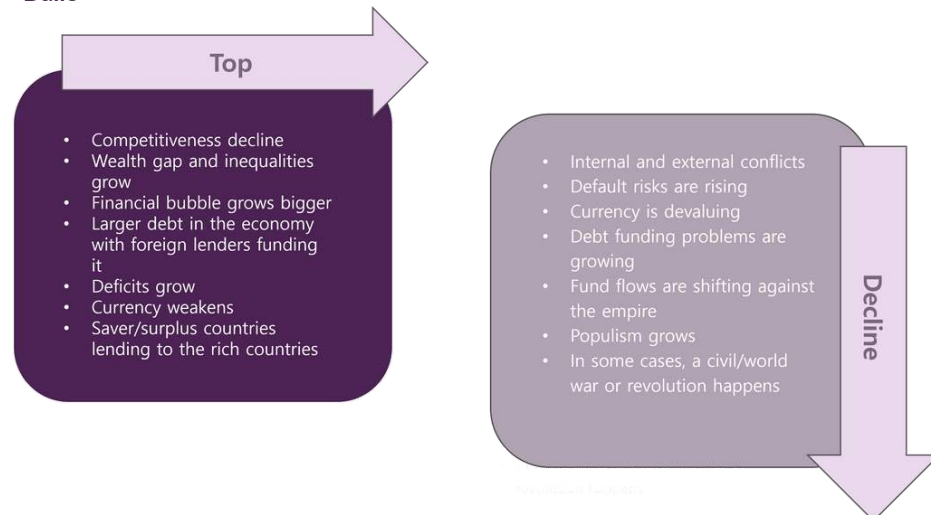 Top
• Competitiveness decline
• Wealth gap and inequalities
grow
• Financial bubble grows bigger
• Larger debt in the economy
with foreign lenders funding
it
• Deficits grow
• Currency weakens
• Saver/surplus countries
lending to the rich countries
• Internal and external conflicts
• Default risks are rising
• Currency is devaluing
• Debt funding problems are
growing
• Fund flows are shifting against
the empire
• Populism grows
• In some cases, a civil/world
war or revolution happens
Decline